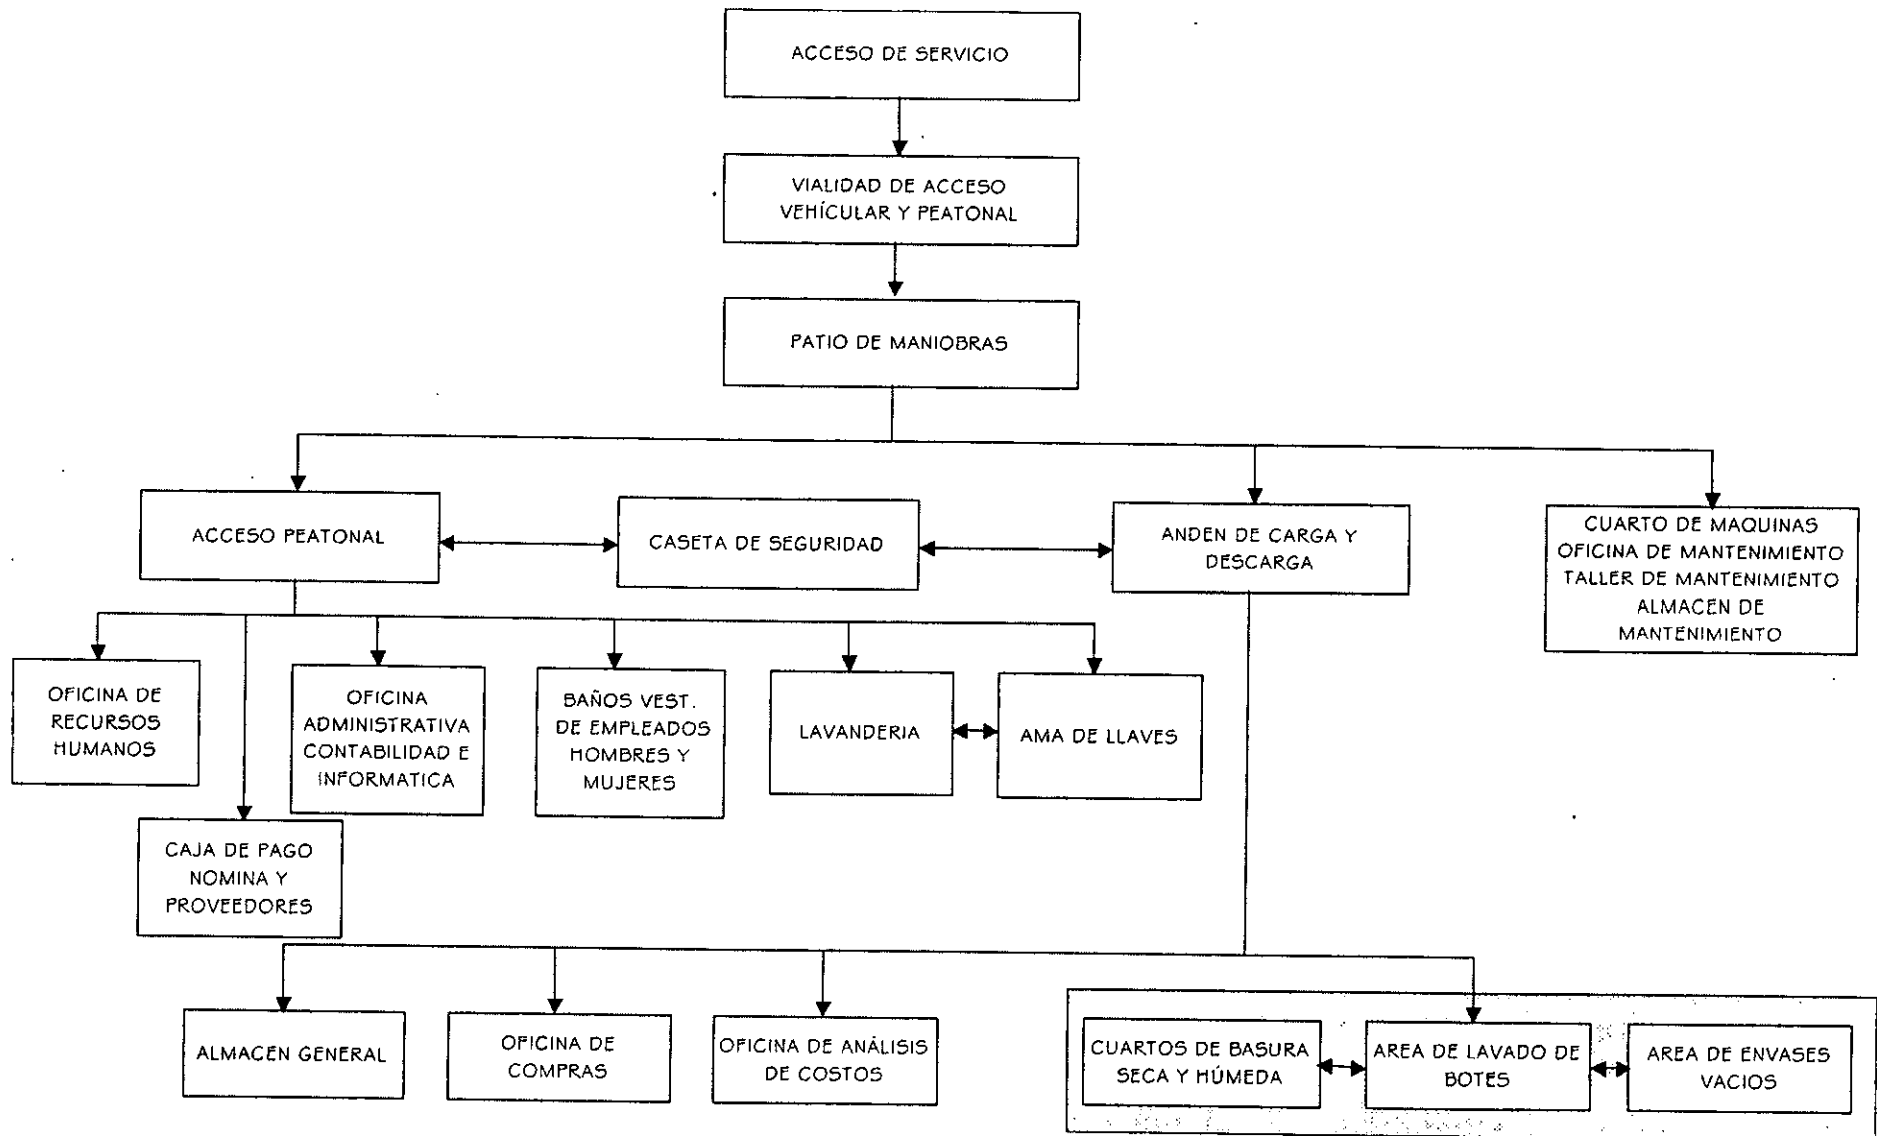 ACCESO DE SERVICIO
VIALIDAD DE ACCESO
VEHÍCULAR Y PEATONAL
PATIO DE MANIOBRAS
ACCESO PEATONAL
CASETA DE SEGURIDAD
ANDEN DE CARGA Y
DESCARGA
CUARTO DE MAQUINAS
OFICINA DE MANTENIMIENTO
TALLER DE MANTENIMIENTO
ALMACEN DE
MANTENIMIENTO
OFICINA DE
RECURSOS
HUMANOS
OFICINA
ADMINISTRATIVA
CONTABILIDAD E
INFORMATICA
BAÑOS VEST.
DE EMPLEADOS
HOMBRES Y
MUJERES
LAVANDERIA
AMA DE LLAVES
CAJA DE PAGO
NOMINA Y
PROVEEDORES
ALMACEN GENERAL
OFICINA DE
COMPRAS
OFICINA DE ANÁLISIS
DE COSTOS
CUARTOS DE BASURA
SECA Y HÚMEDA
AREA DE LAVADO DE
BOTES
AREA DE ENVASES
VACIOS